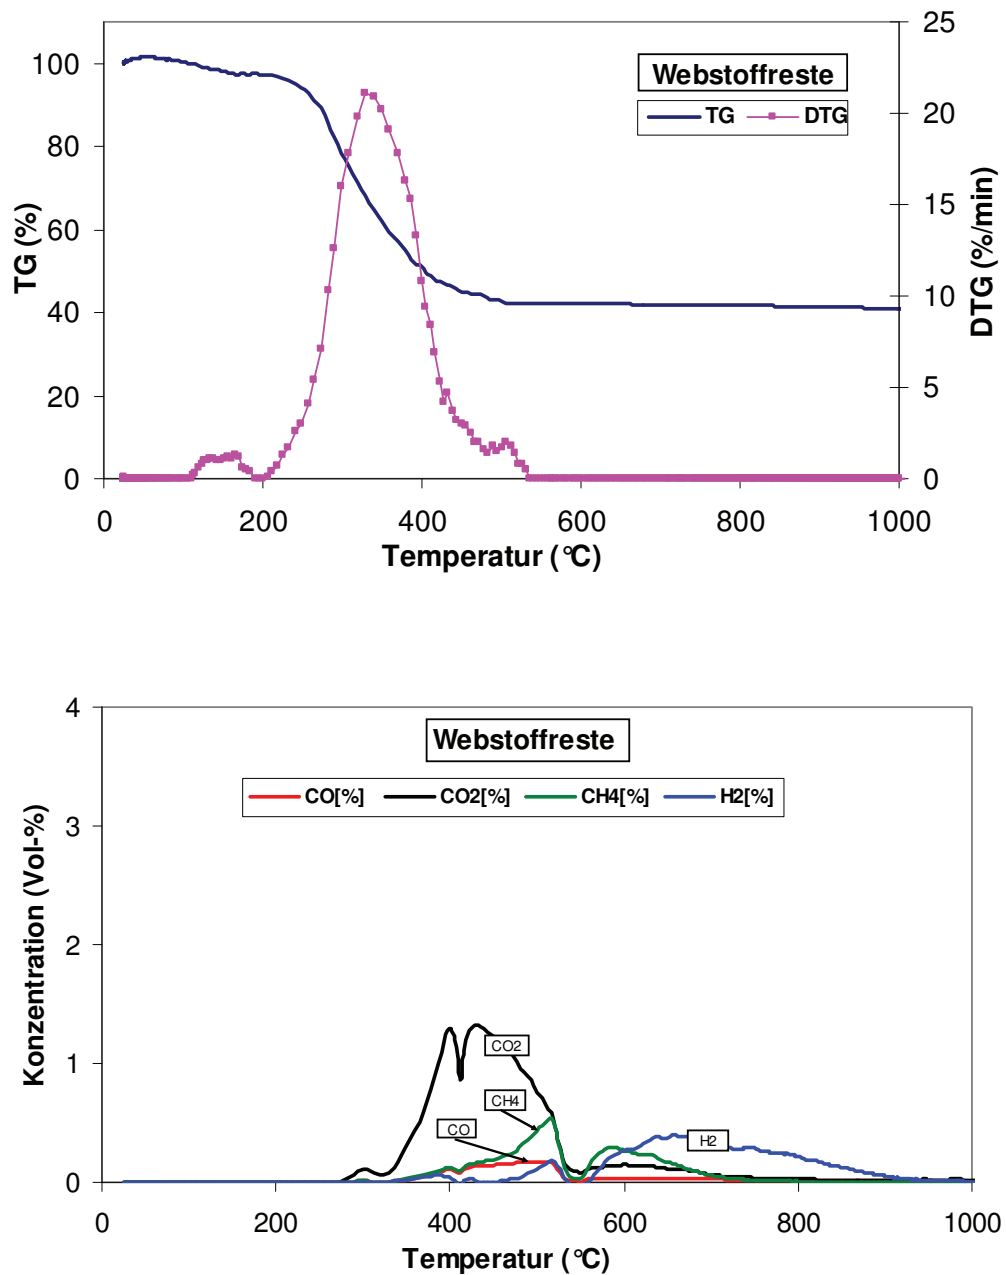 Webstoffreste
TG DTG
TG (%)
100
80
60
40
20
0
DTG (%/min)
25
20
15
10
5
0
0 200 400 600 800 1000
Temperatur (°C)
Webstoffreste
CO[%] CO2[%] CH4[%] H2[%]
Konzentration (Vol-%)
4
3
2
1
0
CO2
CH4
CO
H2
0 200 400 600 800 1000
Temperatur (°C)